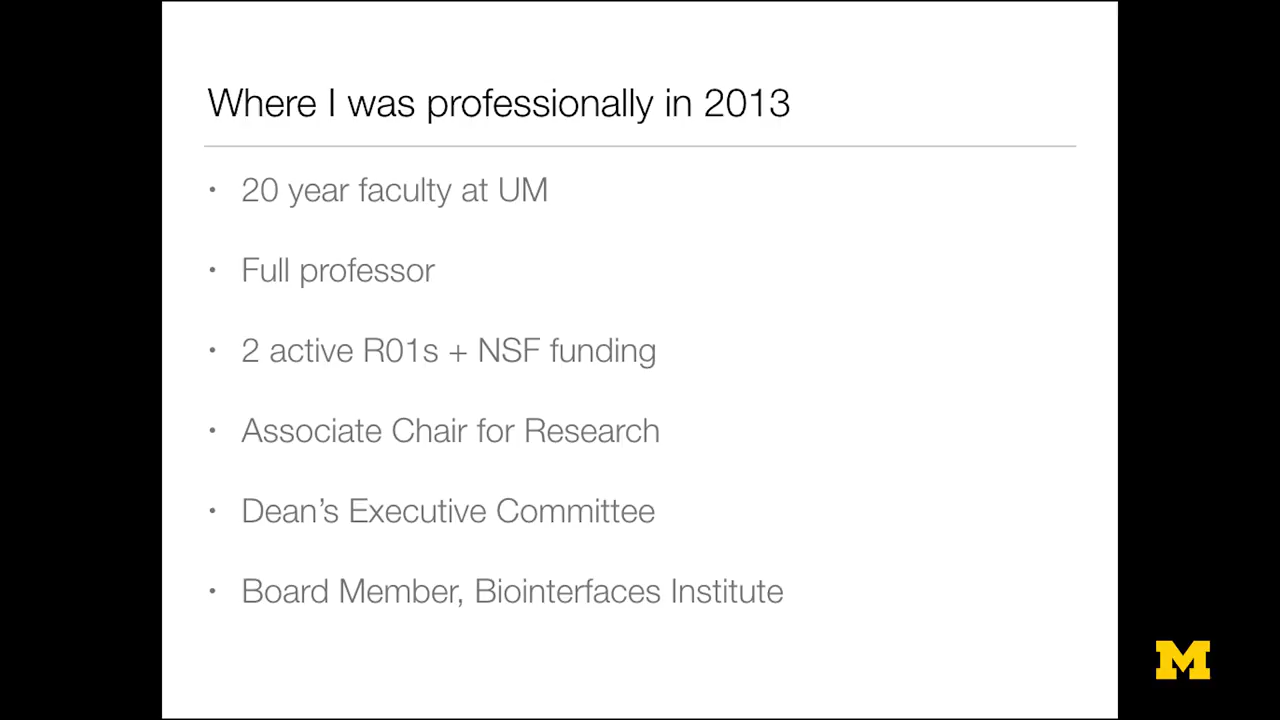 Where I was professionally in 2013
• 20 year faculty at UM
• Full professor
• 2 active R01s + NSF funding
• Associate Chair for Research
• Dean’s Executive Committee
• Board Member, Biointerfaces Institute
M